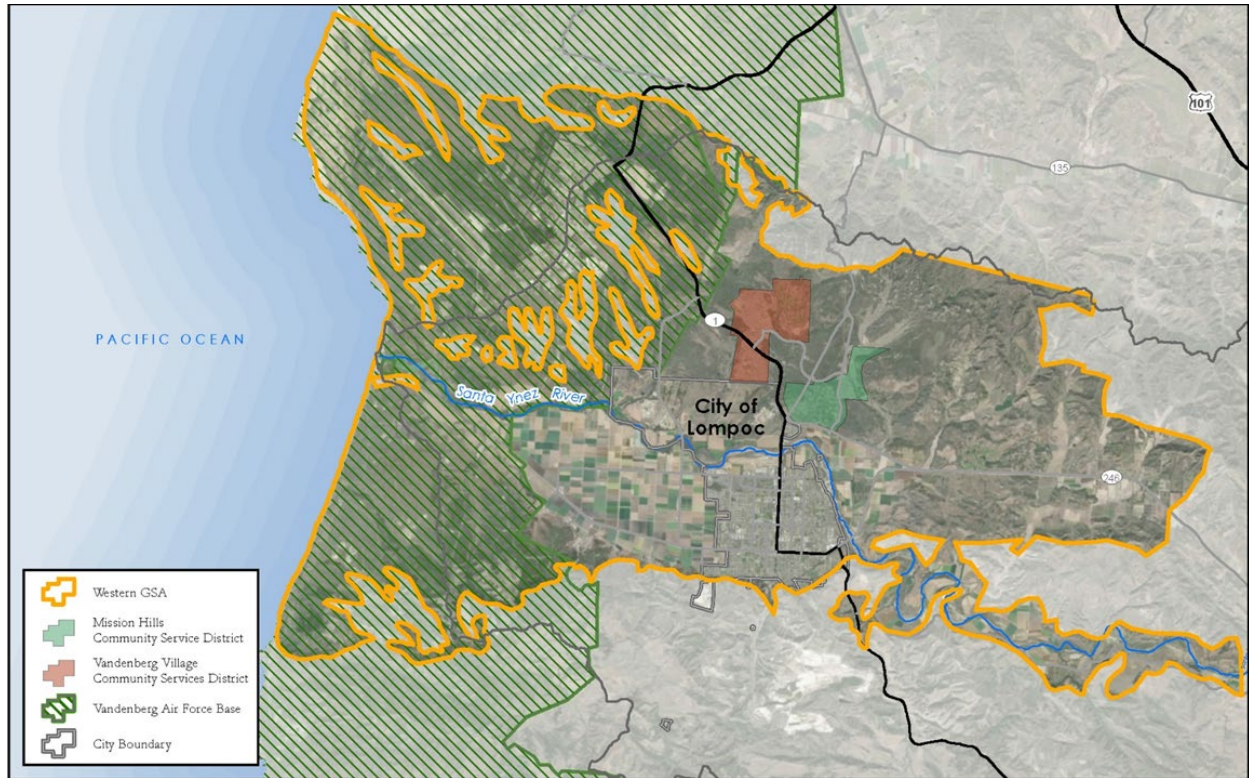 101
135
1
PACIFIC OCEAN
Santa Ynez River
City of
Lompoc
246
Western GSA
Mission Hills
Community Service District
Vandenberg Village
Community Services District
Vandenberg Air Force Base
City Boundary